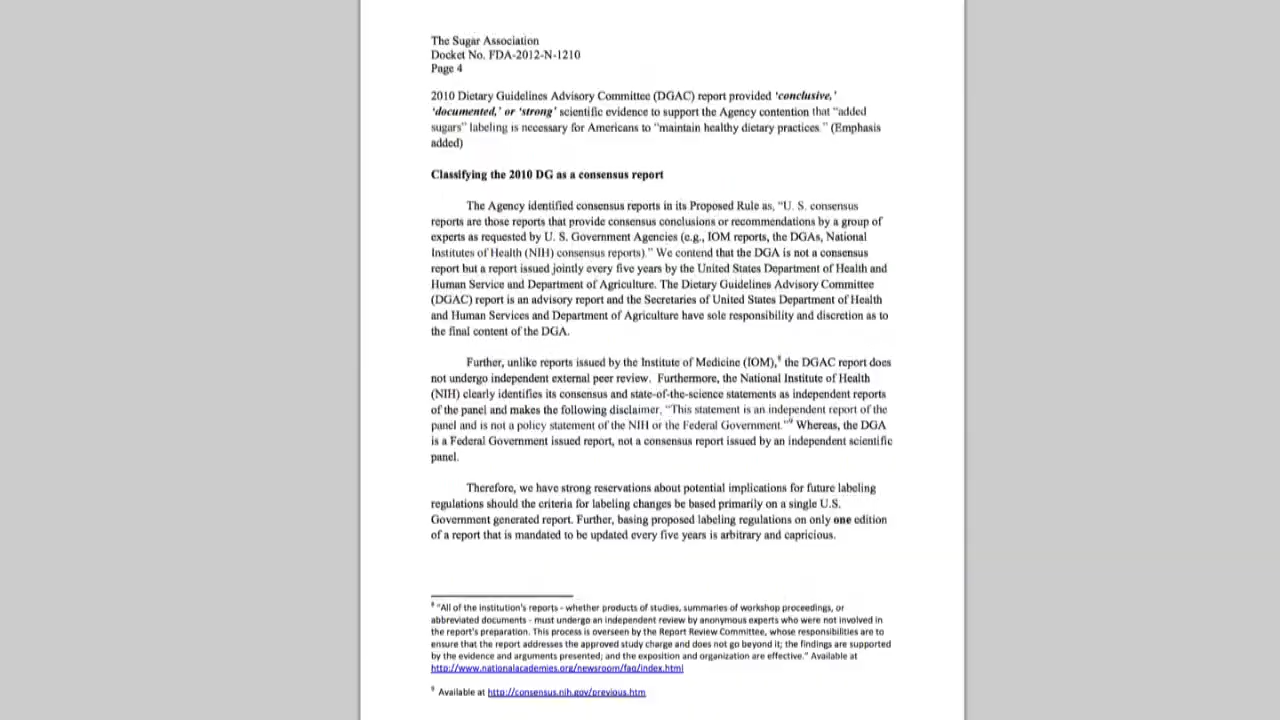 The Sugar Association
Docket No. FDA-2012-N-1210
Page 4
2010 Dietary Guidelines Advisory Committee (DGAC) report provided ‘conclusive,’
‘documented,’ or ‘strong’ scientific evidence to support the Agency contention that “added
sugars” labeling is necessary for Americans to “maintain healthy dietary practices.” (Emphasis
added)
Classifying the 2010 DG as a consensus report
The Agency identified consensus reports in its Proposed Rule as, “U. S. consensus
reports are those reports that provide consensus conclusions or recommendations by a group of
experts as requested by U. S. Government Agencies (e.g., IOM reports, the DGAs, National
Institutes of Health (NIH) consensus reports).” We contend that the DGA is not a consensus
report but a report issued jointly every five years by the United States Department of Health and
Human Service and Department of Agriculture. The Dietary Guidelines Advisory Committee
(DGAC) report is an advisory report and the Secretaries of United States Department of Health
and Human Services and Department of Agriculture have sole responsibility and discretion as to
the final content of the DGA.
Further, unlike reports issued by the Institute of Medicine (IOM),⁸ the DGAC report does
not undergo independent external peer review. Furthermore, the National Institute of Health
(NIH) clearly identifies its consensus and state-of-the-science statements as independent reports
of the panel and makes the following disclaimer, “This statement is an independent report of the
panel and is not a policy statement of the NIH or the Federal Government.”⁹ Whereas, the DGA
is a Federal Government issued report, not a consensus report issued by an independent scientific
panel.
Therefore, we have strong reservations about potential implications for future labeling
regulations should the criteria for labeling changes be based primarily on a single U.S.
Government generated report. Further, basing proposed labeling regulations on only one edition
of a report that is mandated to be updated every five years is arbitrary and capricious.
⁸ “All of the institution's reports - whether products of studies, summaries of workshop proceedings, or
abbreviated documents - must undergo an independent review by anonymous experts who were not involved in
the report's preparation. This process is overseen by the Report Review Committee, whose responsibilities are to
ensure that the report addresses the approved study charge and does not go beyond it; the findings are supported
by the evidence and arguments presented; and the exposition and organization are effective.” Available at
http://www.nationalacademies.org/newsroom/faq/index.html
⁹ Available at http://consensus.nih.gov/previous.htm